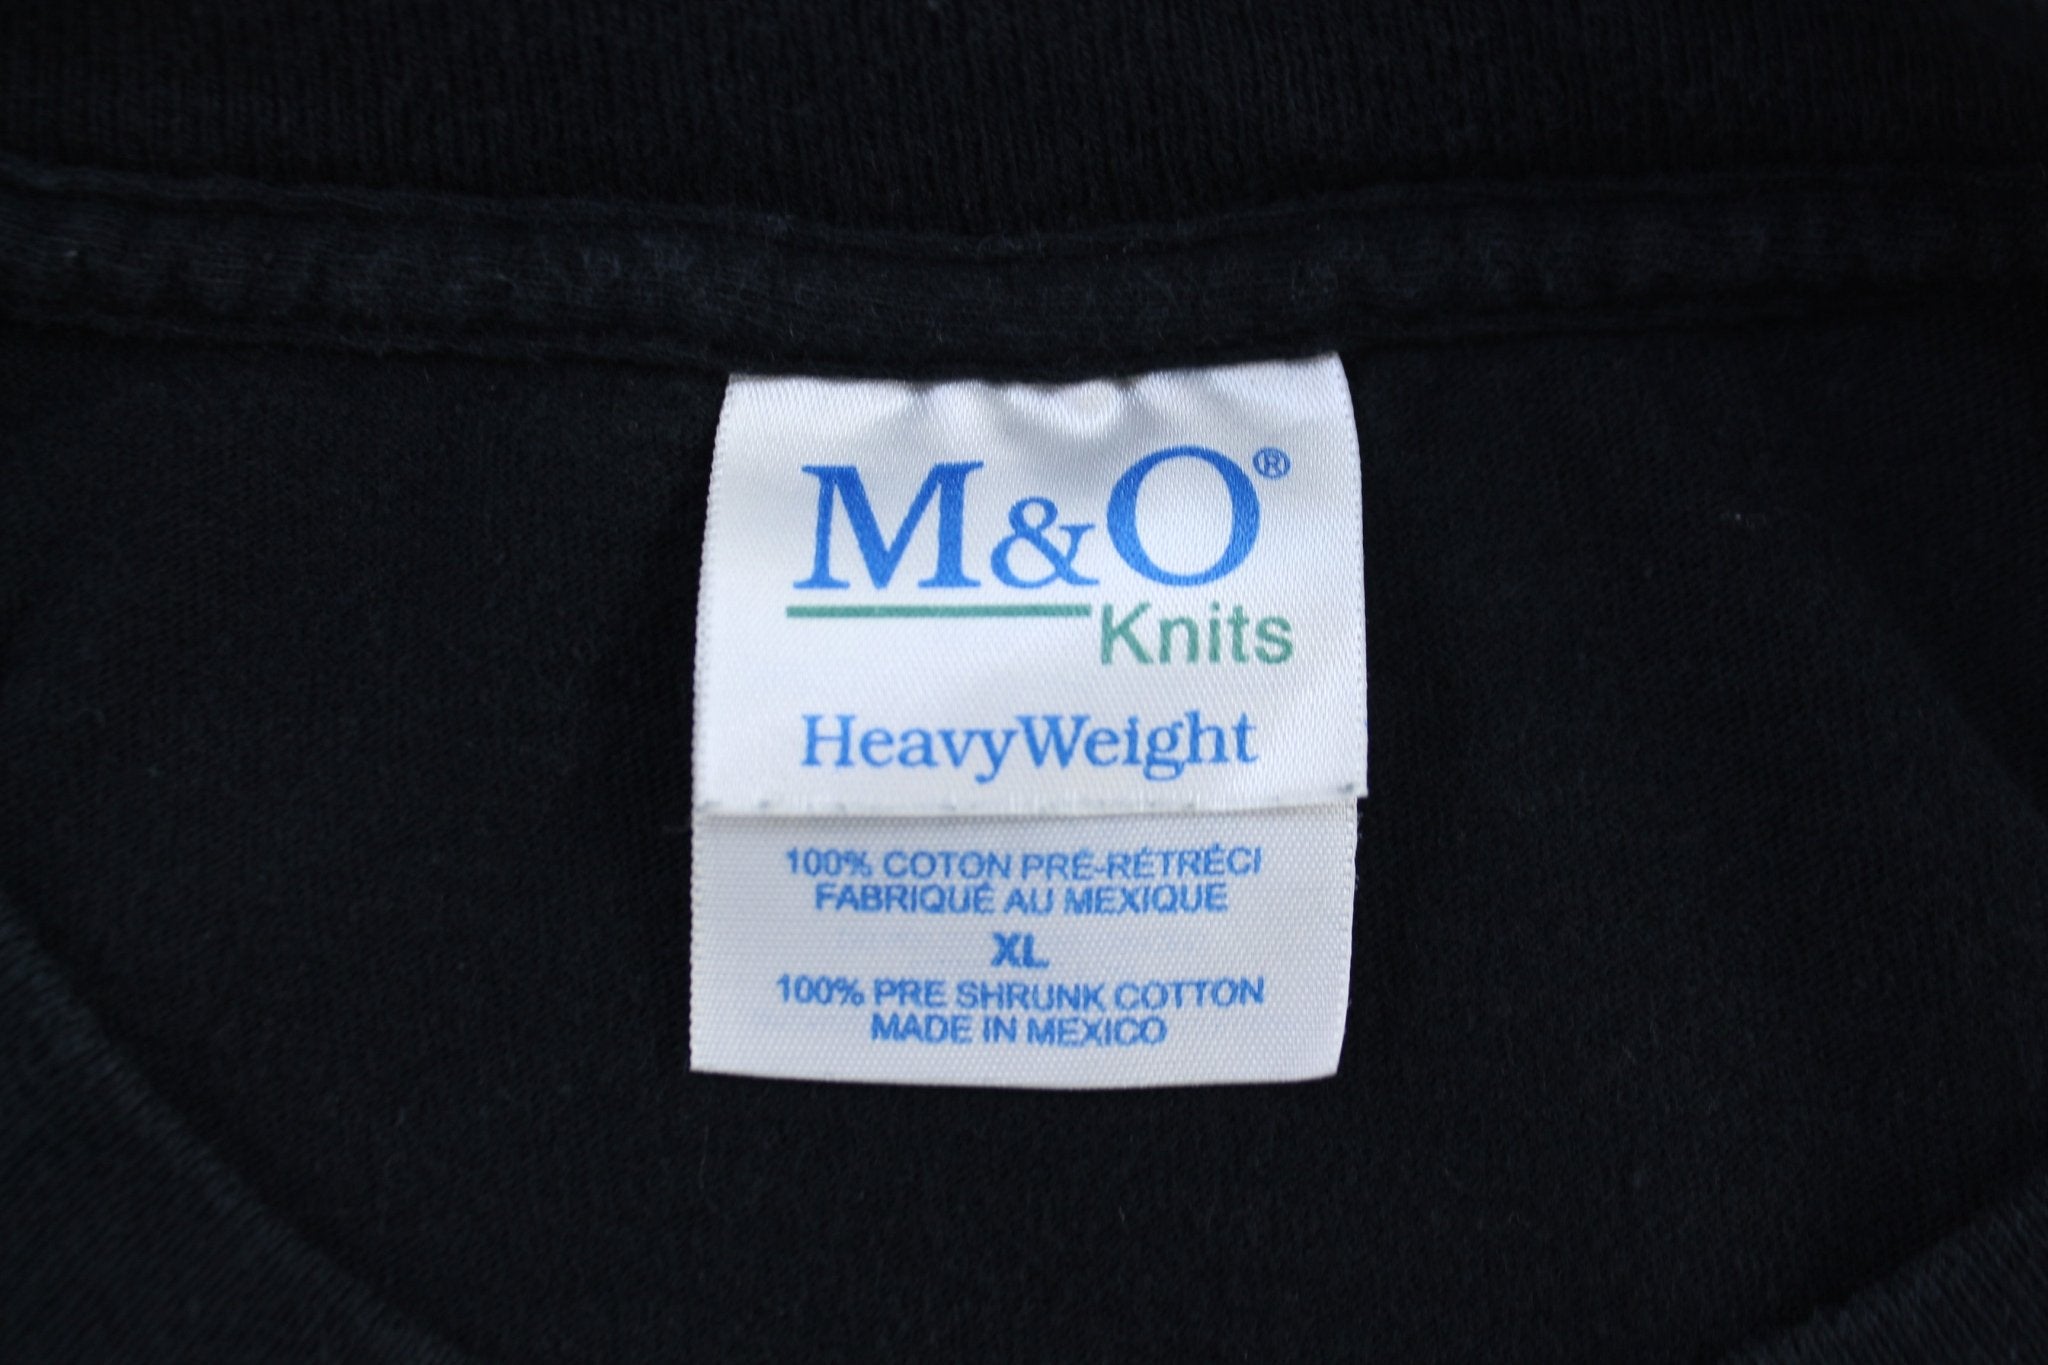 M&O®
Knits
HeavyWeight
100% COTON PRÉ-RÉTRÉCI
FABRIQUÉ AU MEXIQUE
XL
100% PRE SHRUNK COTTON
MADE IN MEXICO